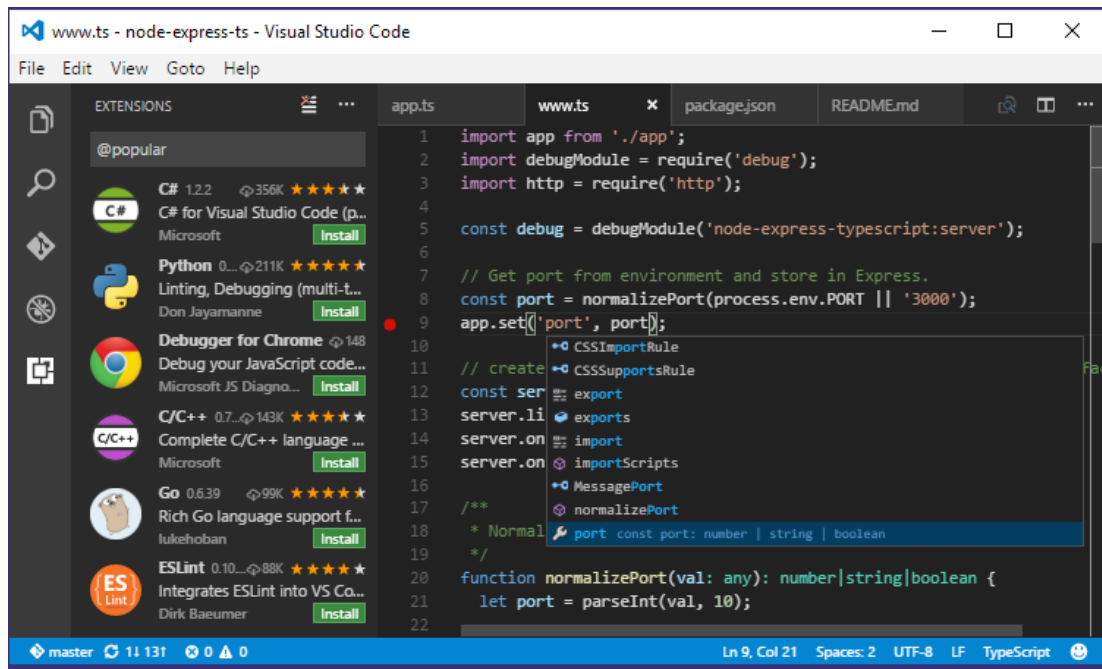 www.ts - node-express-ts - Visual Studio Code
File Edit View Goto Help
EXTENSIONS
@popular
C# 1.2.2 356K
C# for Visual Studio Code (p...
Microsoft Install
Python 0... 211K
Linting, Debugging (multi-t...
Don Jayamanne Install
Debugger for Chrome 148
Debug your JavaScript code...
Microsoft JS Diagno... Install
C/C++ 0.7... 143K
Complete C/C++ language ...
Microsoft Install
Go 0.6.39 99K
Rich Go language support f...
lukehoban Install
ESLint 0.10... 88K
Integrates ESLint into VS Co...
Dirk Baeumer Install
C#
C/C++
ES
Lint
app.ts www.ts package.json README.md
1 import app from './app';
2 import debugModule = require('debug');
3 import http = require('http');
4
5 const debug = debugModule('node-express-typescript:server');
6
7 // Get port from environment and store in Express.
8 const port = normalizePort(process.env.PORT || '3000');
9 app.set('port', port);
10
11 // create fac
12 const ser
13 server.li
14 server.on
15 server.on
16
17 /**
18 * Normal
19 */
20 function normalizePort(val: any): number|string|boolean {
21 let port = parseInt(val, 10);
22
CSSImportRule
CSSSupportsRule
export
exports
import
importScripts
MessagePort
normalizePort
port const port: number | string | boolean
master 1↓ 131↑ 0 0 Ln 9, Col 21 Spaces: 2 UTF-8 LF TypeScript